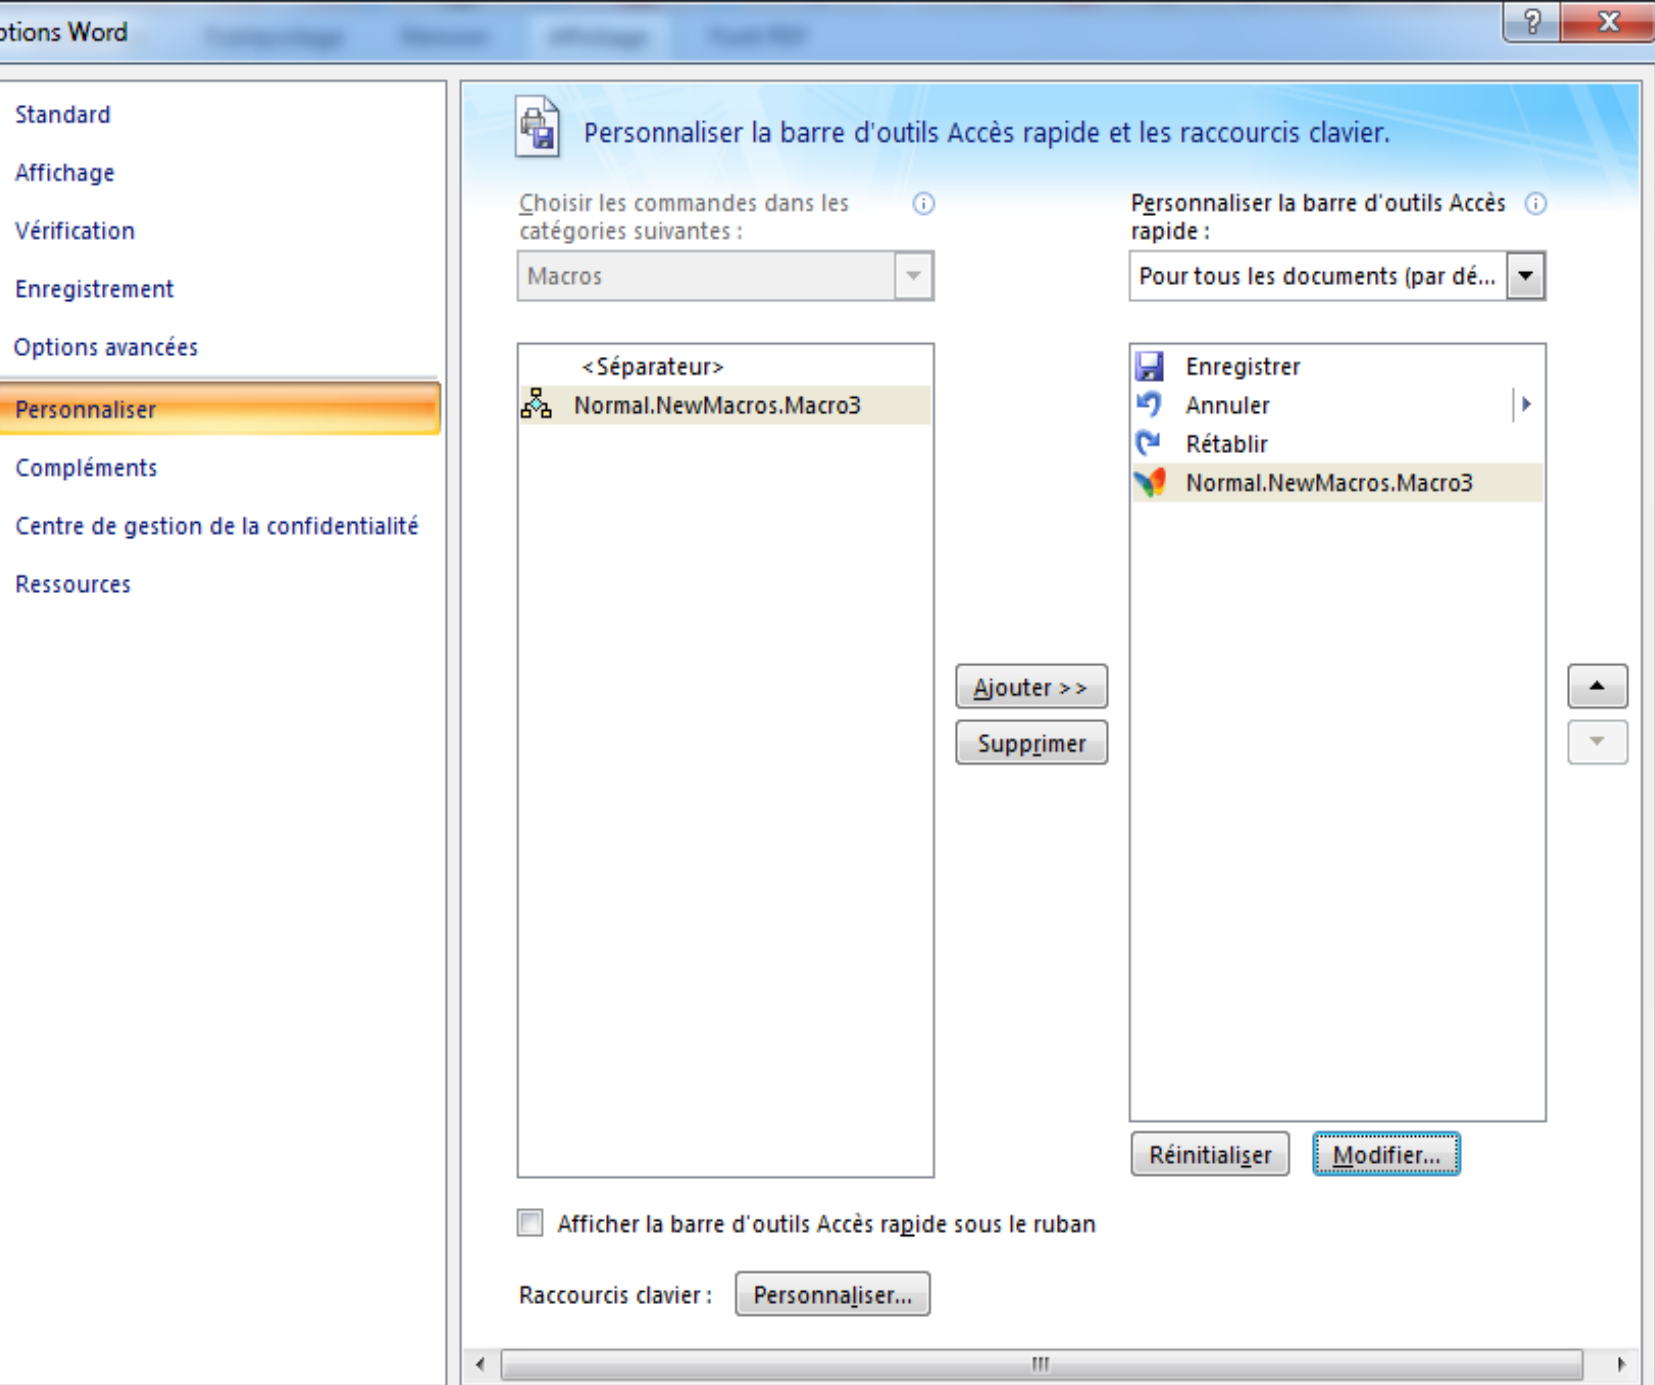 ptions Word
Standard
Affichage
Vérification
Enregistrement
Options avancées
Personnaliser
Compléments
Centre de gestion de la confidentialité
Ressources
Personnaliser la barre d'outils Accès rapide et les raccourcis clavier.
Choisir les commandes dans les
catégories suivantes :
Macros
<Séparateur>
Normal.NewMacros.Macro3
Ajouter >>
Supprimer
Personnaliser la barre d'outils Accès
rapide :
Pour tous les documents (par dé...
Enregistrer
Annuler
Rétablir
Normal.NewMacros.Macro3
Réinitialiser
Modifier...
Afficher la barre d'outils Accès rapide sous le ruban
Raccourcis clavier :
Personnaliser...